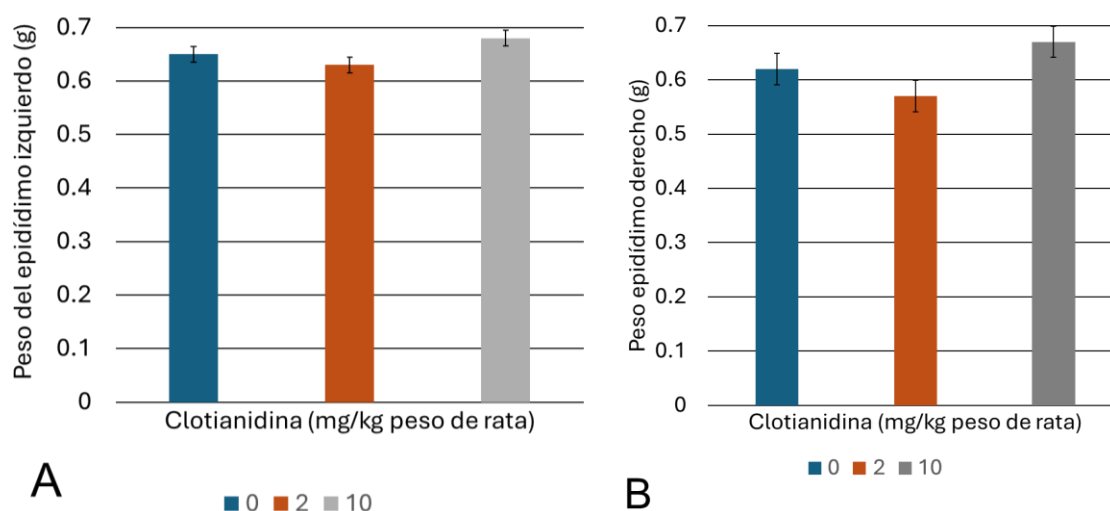 Peso del epidídimo izquierdo (g)
0.7
0.6
0.5
0.4
0.3
0.2
0.1
0
Clotianidina (mg/kg peso de rata)
A
0 2 10
Peso epidídimo derecho (g)
0.7
0.6
0.5
0.4
0.3
0.2
0.1
0
Clotianidina (mg/kg peso de rata)
0 2 10
B